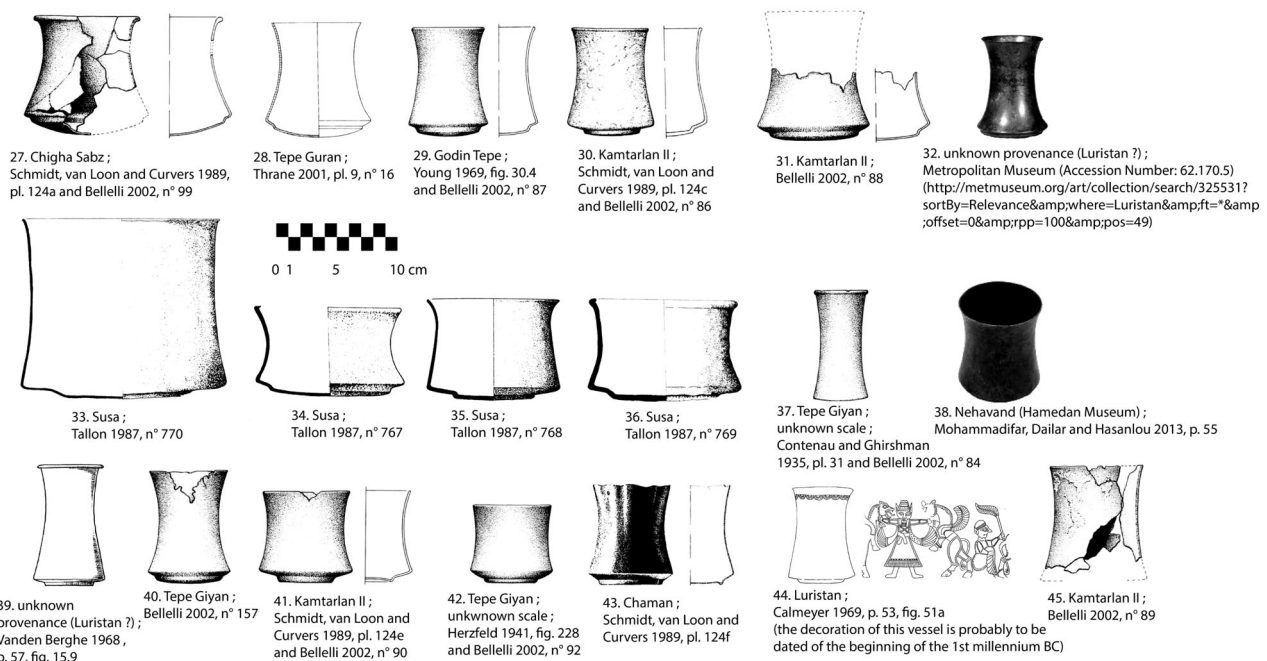 27. Chigha Sabz ;
Schmidt, van Loon and Curvers 1989,
pl. 124a and Bellelli 2002, n° 99
28. Tepe Guran ;
Thrane 2001, pl. 9, n° 16
29. Godin Tepe ;
Young 1969, fig. 30.4
and Bellelli 2002, n° 87
30. Kamtarlan II ;
Schmidt, van Loon and
Curvers 1989, pl. 124c
and Bellelli 2002, n° 86
31. Kamtarlan II ;
Bellelli 2002, n° 88
32. unknown provenance (Luristan ?) ;
Metropolitan Museum (Accession Number: 62.170.5)
(http://metmuseum.org/art/collection/search/325531?
sortBy=Relevance&amp;where=Luristan&amp;ft=*&amp
;offset=0&amp;rpp=100&amp;pos=49)
0 1 5 10 cm
33. Susa ;
Tallon 1987, n° 770
34. Susa ;
Tallon 1987, n° 767
35. Susa ;
Tallon 1987, n° 768
36. Susa ;
Tallon 1987, n° 769
37. Tepe Giyan ;
unknown scale ;
Contenau and Ghirshman
1935, pl. 31 and Bellelli 2002, n° 84
38. Nehavand (Hamedan Museum) ;
Mohammadifar, Dailar and Hasanlou 2013, p. 55
39. unknown
provenance (Luristan ?) ;
Vanden Berghe 1968 ,
p. 57, fig. 15.9
40. Tepe Giyan ;
Bellelli 2002, n° 157
41. Kamtarlan II ;
Schmidt, van Loon and
Curvers 1989, pl. 124e
and Bellelli 2002, n° 90
42. Tepe Giyan ;
unkwnown scale ;
Herzfeld 1941, fig. 228
and Bellelli 2002, n° 92
43. Chaman ;
Schmidt, van Loon and
Curvers 1989, pl. 124f
44. Luristan ;
Calmeyer 1969, p. 53, fig. 51a
(the decoration of this vessel is probably to be
dated of the beginning of the 1st millennium BC)
45. Kamtarlan II ;
Bellelli 2002, n° 89